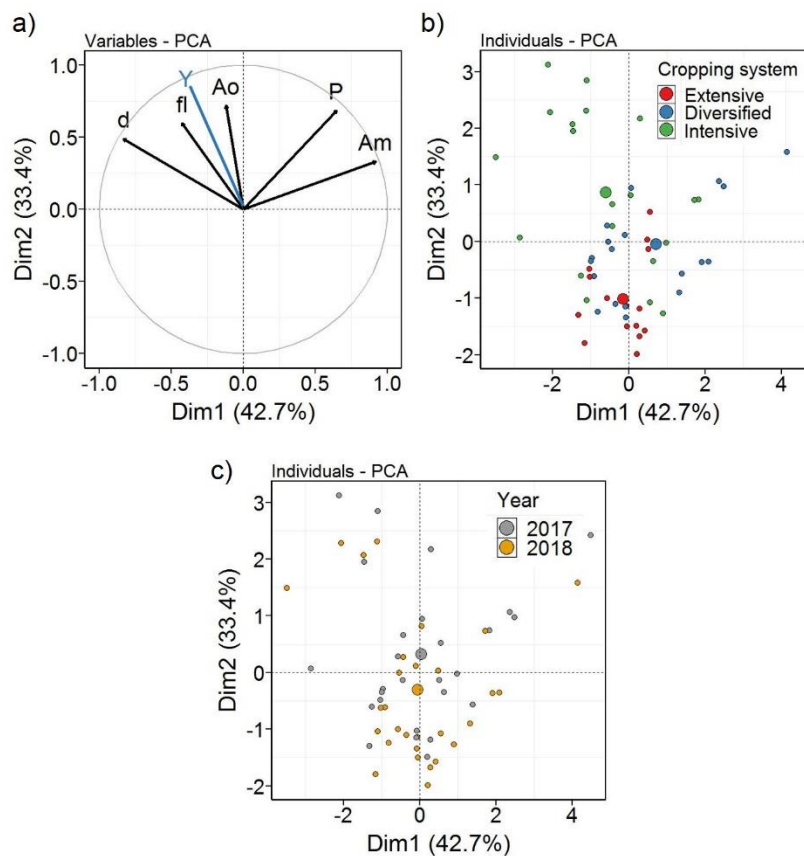 a)
Variables - PCA
1.0
0.5
0.0
-0.5
-1.0
Dim2 (33.4%)
d
fl
Y
Ao
P
Am
-1.0 -0.5 0.0 0.5 1.0
Dim1 (42.7%)
b)
Individuals - PCA
3
2
1
0
-1
-2
Dim2 (33.4%)
Cropping system
Extensive
Diversified
Intensive
-2 0 2 4
Dim1 (42.7%)
c)
Individuals - PCA
3
2
1
0
-1
-2
Dim2 (33.4%)
Year
2017
2018
-2 0 2 4
Dim1 (42.7%)